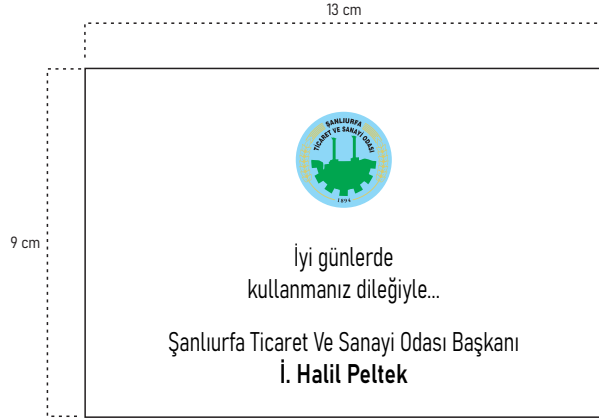 13 cm
9 cm
ŞANLIURFA
TİCARET VE SANAYİ ODASI
1894
İyi günlerde
kullanmanız dileğiyle...
Şanlıurfa Ticaret Ve Sanayi Odası Başkanı
İ. Halil Peltek